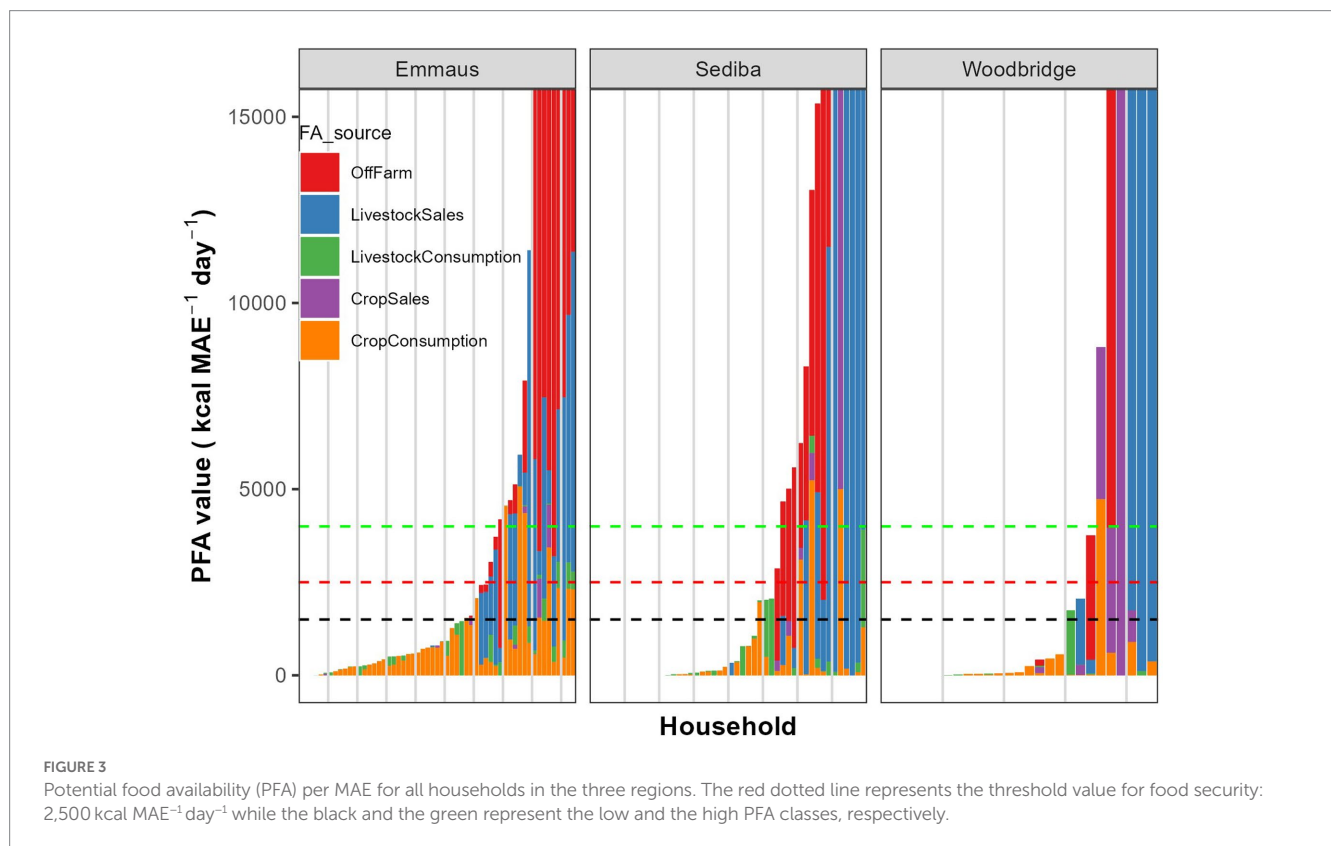 Emmaus
Sediba
Woodbridge
PFA value ( kcal MAE⁻¹ day⁻¹)
15000
10000
5000
0
FA_source
OffFarm
LivestockSales
LivestockConsumption
CropSales
CropConsumption
Household
FIGURE 3
Potential food availability (PFA) per MAE for all households in the three regions. The red dotted line represents the threshold value for food security:
2,500 kcal MAE⁻¹ day⁻¹ while the black and the green represent the low and the high PFA classes, respectively.